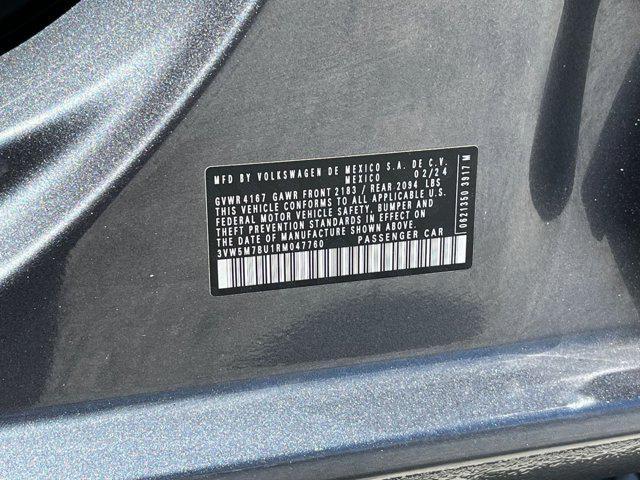 MFD BY VOLKSWAGEN DE MEXICO S.A. DE C.V.
MEXICO 02/24
GVWR 4167 GAWR FRONT 2183 / REAR 2094 LBS
THIS VEHICLE CONFORMS TO ALL APPLICABLE U.S.
FEDERAL MOTOR VEHICLE SAFETY, BUMPER AND
THEFT PREVENTION STANDARDS IN EFFECT ON
THE DATE OF MANUFACTURE SHOWN ABOVE.
3VW5M7BU1RM047760 PASSENGER CAR
0621350 3917 M